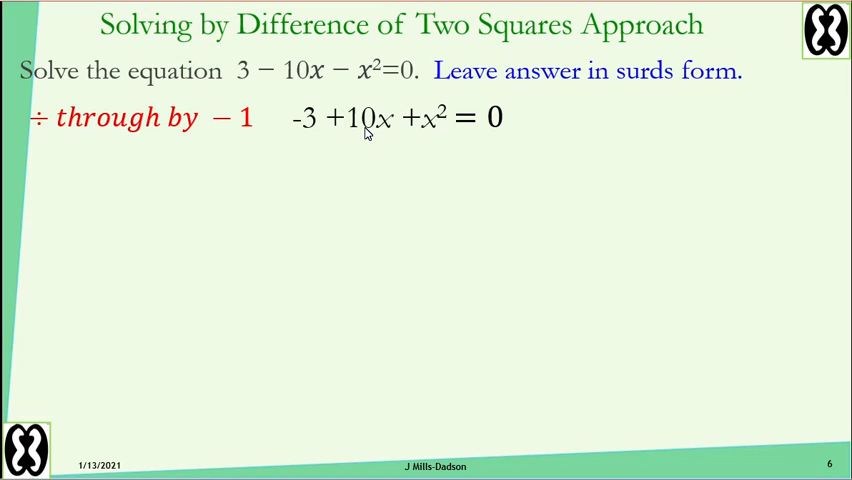 Solving by Difference of Two Squares Approach
Solve the equation 3 − 10x − x²=0. Leave answer in surds form.
÷ through by − 1 -3 +10x +x² = 0
1/13/2021 J Mills-Dadson 6